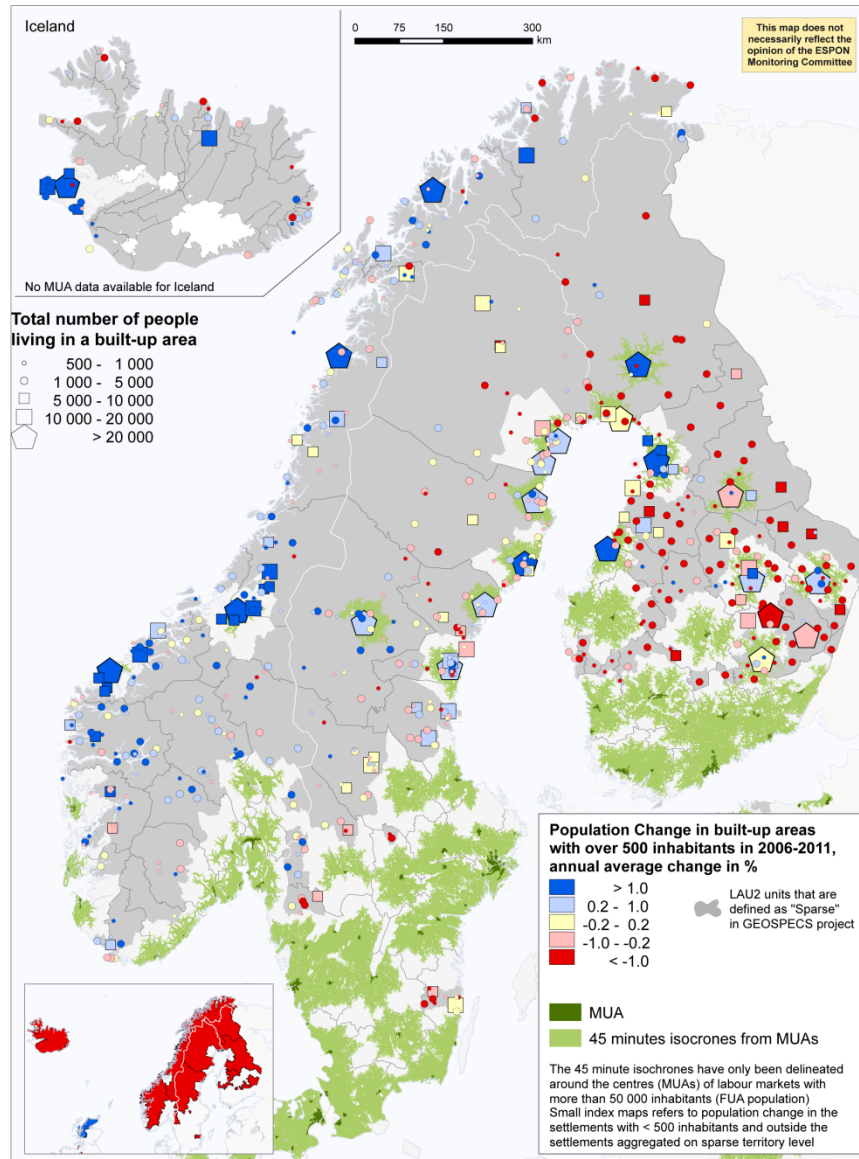 Iceland
0 75 150 300
km
This map does not
necessarily reflect the
opinion of the ESPON
Monitoring Committee
No MUA data available for Iceland
Total number of people
living in a built-up area
500 - 1 000
1 000 - 5 000
5 000 - 10 000
10 000 - 20 000
> 20 000
Population Change in built-up areas
with over 500 inhabitants in 2006-2011,
annual average change in %
> 1.0
0.2 - 1.0
-0.2 - 0.2
-1.0 - -0.2
< -1.0
LAU2 units that are
defined as "Sparse"
in GEOSPECS project
MUA
45 minutes isocrones from MUAs
The 45 minute isochrones have only been delineated
around the centres (MUAs) of labour markets with
more than 50 000 inhabitants (FUA population)
Small index maps refers to population change in the
settlements with < 500 inhabitants and outside the
settlements aggregated on sparse territory level